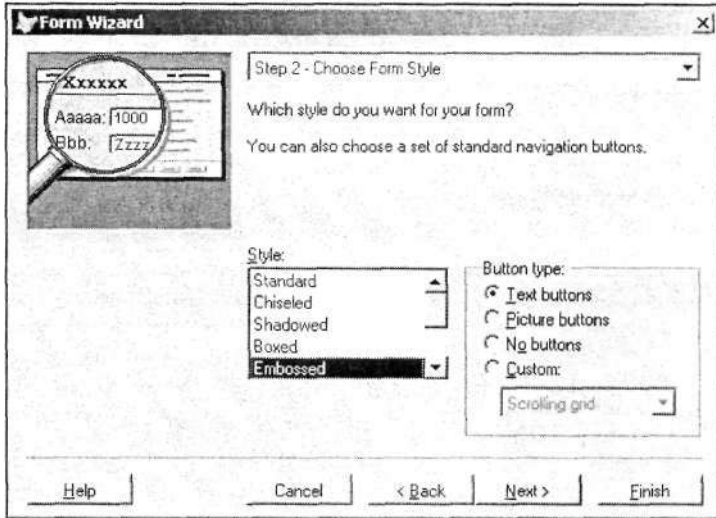 Form Wizard
Step 2 - Choose Form Style
Xxxxxx
Aaaaa: 1000
Bbb: Zzzz
Which style do you want for your form?
You can also choose a set of standard navigation buttons.
Style:
Standard
Chiseled
Shadowed
Boxed
Embossed
Button type:
Text buttons
Picture buttons
No buttons
Custom:
Scrolling grid
Help
Cancel
< Back
Next >
Finish